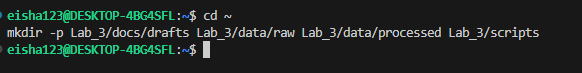 eisha123@DESKTOP-4BG4SFL:~$ cd ~
mkdir -p Lab_3/docs/drafts Lab_3/data/raw Lab_3/data/processed Lab_3/scripts
eisha123@DESKTOP-4BG4SFL:~$